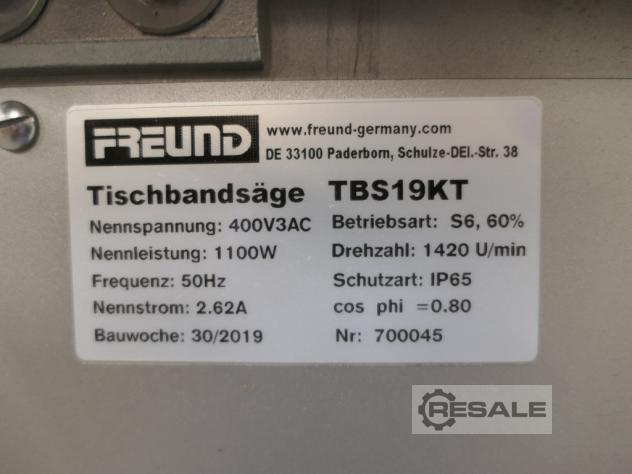 FREUND
www.freund-germany.com
DE 33100 Paderborn, Schulze-DEl.-Str. 38
Tischbandsäge TBS19KT
Nennspannung: 400V3AC Betriebsart: S6, 60%
Nennleistung: 1100W Drehzahl: 1420 U/min
Frequenz: 50Hz Schutzart: IP65
Nennstrom: 2.62A cos phi =0.80
Bauwoche: 30/2019 Nr: 700045
RESALE